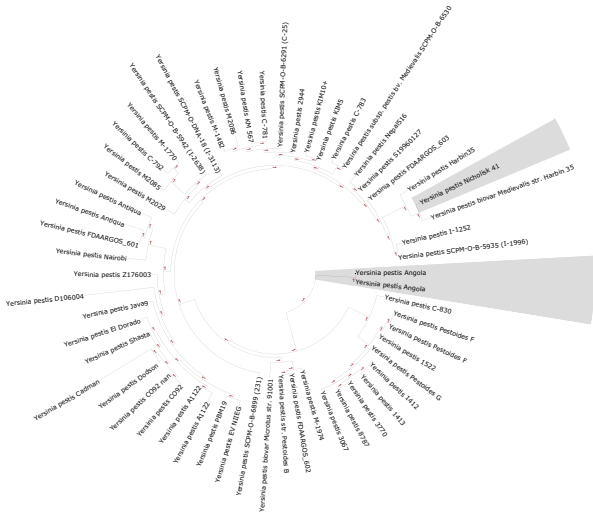 Yersinia pestis subsp. pestis bv. Medievalis SCPM-O-B-6530
Yersinia pestis Nepal516
Yersinia pestis S19960127
Yersinia pestis FDAARGOS_603
Yersinia pestis Harbin35
Yersinia pestis Nicholisk 41
Yersinia pestis biovar Medievalis str. Harbin 35
Yersinia pestis I-1252
Yersinia pestis SCPM-O-B-5935 (I-1996)
Yersinia pestis Angola
Yersinia pestis Angola
Yersinia pestis C-830
Yersinia pestis Pestoides F
Yersinia pestis Pestoides F
Yersinia pestis 1522
Yersinia pestis Pestoides G
Yersinia pestis 1412
Yersinia pestis 1413
Yersinia pestis 3770
Yersinia pestis 8787
Yersinia pestis 3067
Yersinia pestis M-1974
Yersinia pestis FDAARGOS_602
Yersinia pestis str. Pestoides B
Yersinia pestis biovar Microtus str. 91001
Yersinia pestis SCPM-O-B-6899 (231)
Yersinia pestis EV NIIEG
Yersinia pestis PBM19
Yersinia pestis A1122
Yersinia pestis A1122
Yersinia pestis CO92
Yersinia pestis CO92 nan
Yersinia pestis Dodson
Yersinia pestis Cadman
Yersinia pestis Shasta
Yersinia pestis El Dorado
Yersinia pestis Java9
Yersinia pestis D106004
Yersinia pestis Z176003
Yersinia pestis Nairobi
Yersinia pestis FDAARGOS_601
Yersinia pestis Antiqua
Yersinia pestis Antiqua
Yersinia pestis M2029
Yersinia pestis M2085
Yersinia pestis C-792
Yersinia pestis M-1770
Yersinia pestis SCPM-O-B-5942 (I-2638)
Yersinia pestis SCPM-O-DNA-18 (I-3113)
Yersinia pestis M-1482
Yersinia pestis M2086
Yersinia pestis KM 567
Yersinia pestis C-781
Yersinia pestis SCPM-O-B-6291 (C-25)
Yersinia pestis 2944
Yersinia pestis KIM10+
Yersinia pestis KIM5
Yersinia pestis C-783